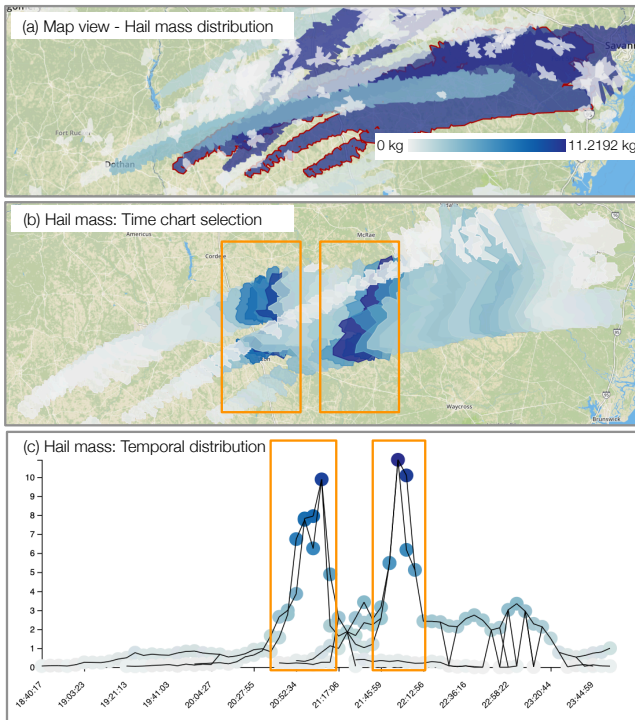 (a) Map view - Hail mass distribution
Savann
Fort Rus
Dothan
0 kg
11.2192 kg
(b) Hail mass: Time chart selection
Americus
McRae
Cordele
Waycross
Brunswick
(c) Hail mass: Temporal distribution
10
9
8
7
6
5
4
3
2
1
0
18:40:17
19:03:23
19:21:13
19:41:03
20:04:27
20:27:55
20:52:34
21:17:06
21:45:59
22:12:56
22:36:16
22:58:22
23:20:44
23:44:59